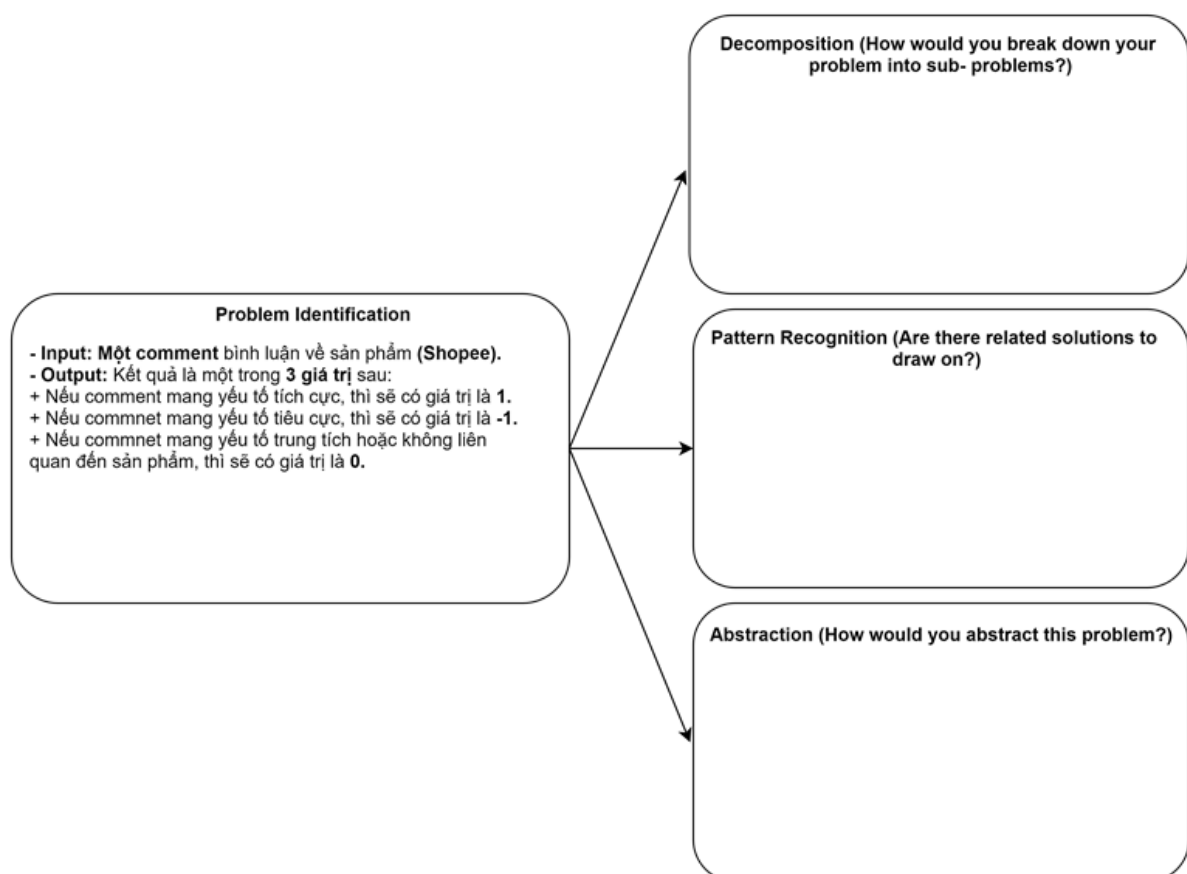 Decomposition (How would you break down your
problem into sub- problems?)
Problem Identification
- Input: Một comment bình luận về sản phẩm (Shopee).
- Output: Kết quả là một trong 3 giá trị sau:
+ Nếu comment mang yếu tố tích cực, thì sẽ có giá trị là 1.
+ Nếu commnet mang yếu tố tiêu cực, thì sẽ có giá trị là -1.
+ Nếu commnet mang yếu tố trung tích hoặc không liên
quan đến sản phẩm, thì sẽ có giá trị là 0.
Pattern Recognition (Are there related solutions to
draw on?)
Abstraction (How would you abstract this problem?)